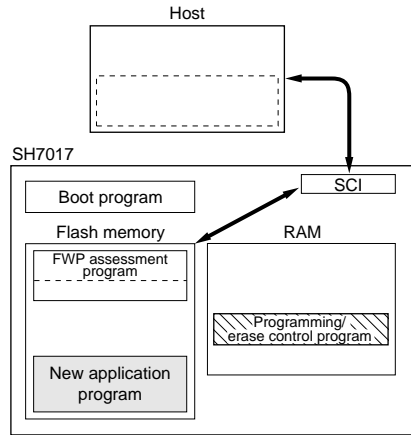 Host
SH7017
SCI
Boot program
Flash memory
RAM
FWP assessment
program
Programming/
erase control program
New application
program